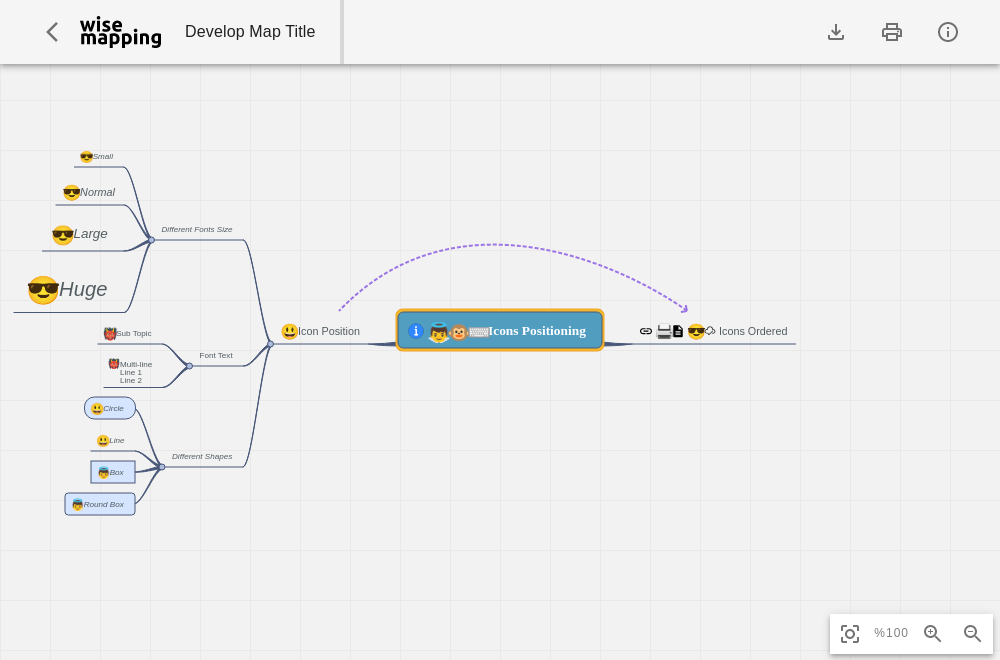 wise
mapping
Develop Map Title
Small
Normal
Large
Huge
Different Fonts Size
Sub Topic
Multi-line
Line 1
Line 2
Font Text
Circle
Line
Box
Round Box
Different Shapes
Icon Position
Icons Positioning
Icons Ordered
%100